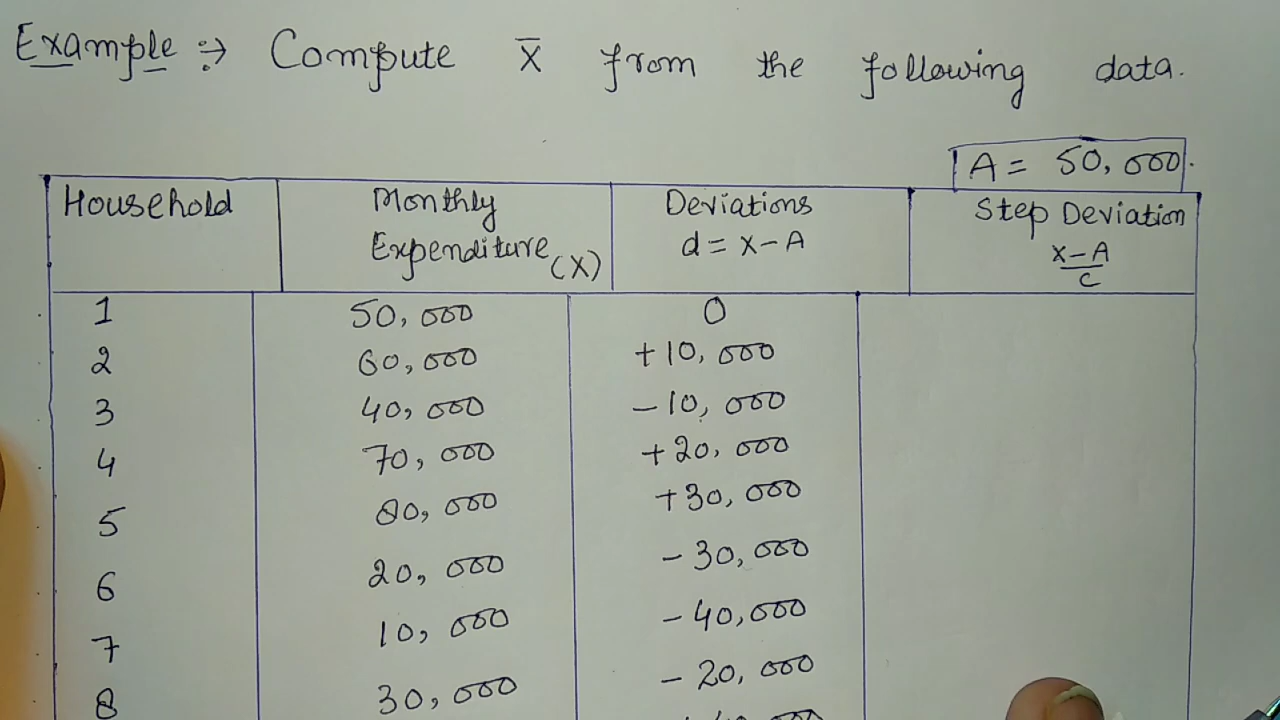 Example :→ Compute x̄ from the following data.
A = 50,000.
Household Monthly Expenditure (X) Deviations d = X - A Step Deviation X-A/C
1 50,000 0
2 60,000 +10,000
3 40,000 -10,000
4 70,000 +20,000
5 80,000 +30,000
6 20,000 -30,000
7 10,000 -40,000
8 30,000 -20,000